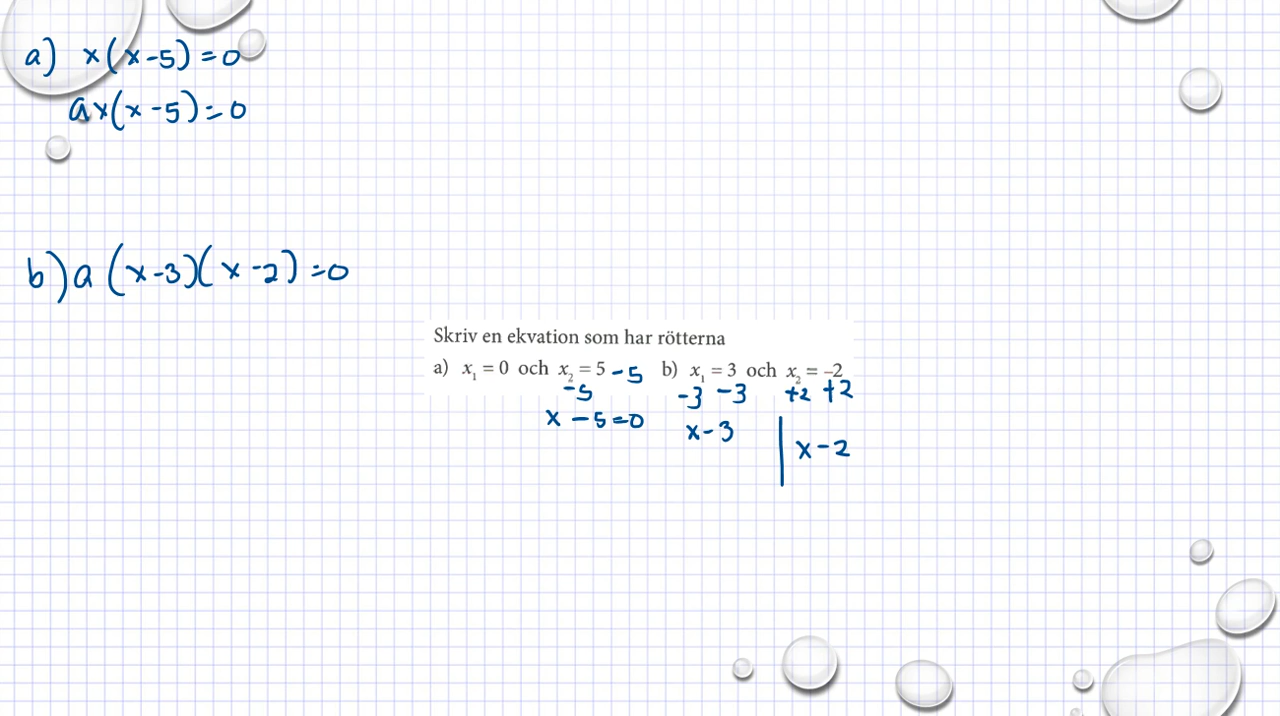 a) x(x-5)=0
ax(x-5)=0
b) a(x-3)(x-2)=0
Skriv en ekvation som har rötterna
a) x₁ = 0 och x₂ = 5 -5 b) x₁ = 3 och x₂ = –2
-5 -3 -3 +2 +2
x -5=0 x-3 | x-2